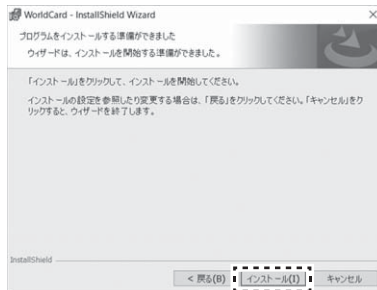 WorldCard - InstallShield Wizard
プログラムをインストールする準備ができました
ウィザードは、インストールを開始する準備ができました。
「インストール」をクリックして、インストールを開始してください。
インストールの設定を参照したり変更する場合は、「戻る」をクリックしてください。「キャンセル」をク
リックすると、ウィザードを終了します。
InstallShield
< 戻る(B) インストール(I) キャンセル